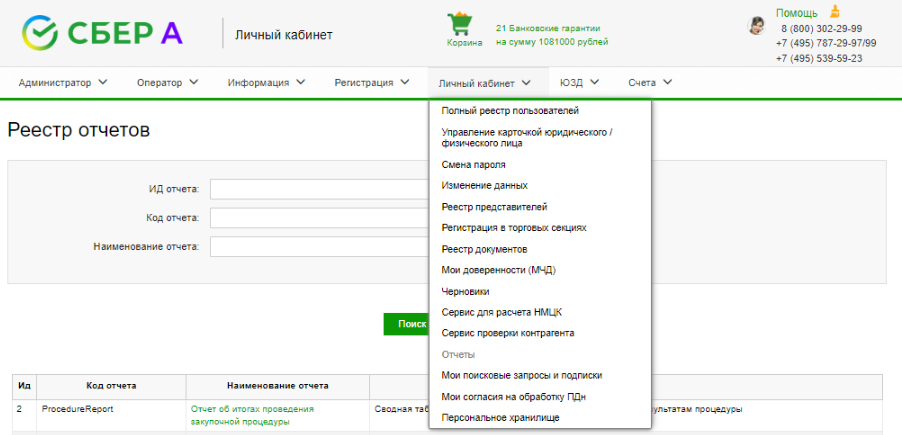 СБЕР А
Личный кабинет
Корзина
21 Банковские гарантии
на сумму 1081000 рублей
Помощь
8 (800) 302-29-99
+7 (495) 787-29-97/99
+7 (495) 539-59-23
Администратор
Оператор
Информация
Регистрация
Личный кабинет
ЮЗД
Счета
Полный реестр пользователей
Управление карточкой юридического /
физического лица
Смена пароля
Изменение данных
Реестр представителей
Регистрация в торговых секциях
Реестр документов
Мои доверенности (МЧД)
Черновики
Сервис для расчета НМЦК
Сервис проверки контрагента
Отчеты
Мои поисковые запросы и подписки
Мои согласия на обработку ПДн
Персональное хранилище
Реестр отчетов
ИД отчета:
Код отчета:
Наименование отчета:
Поиск
Ид
Код отчета
Наименование отчета
2
ProcedureReport
Отчет об итогах проведения
закупочной процедуры
Сводная
процедуры